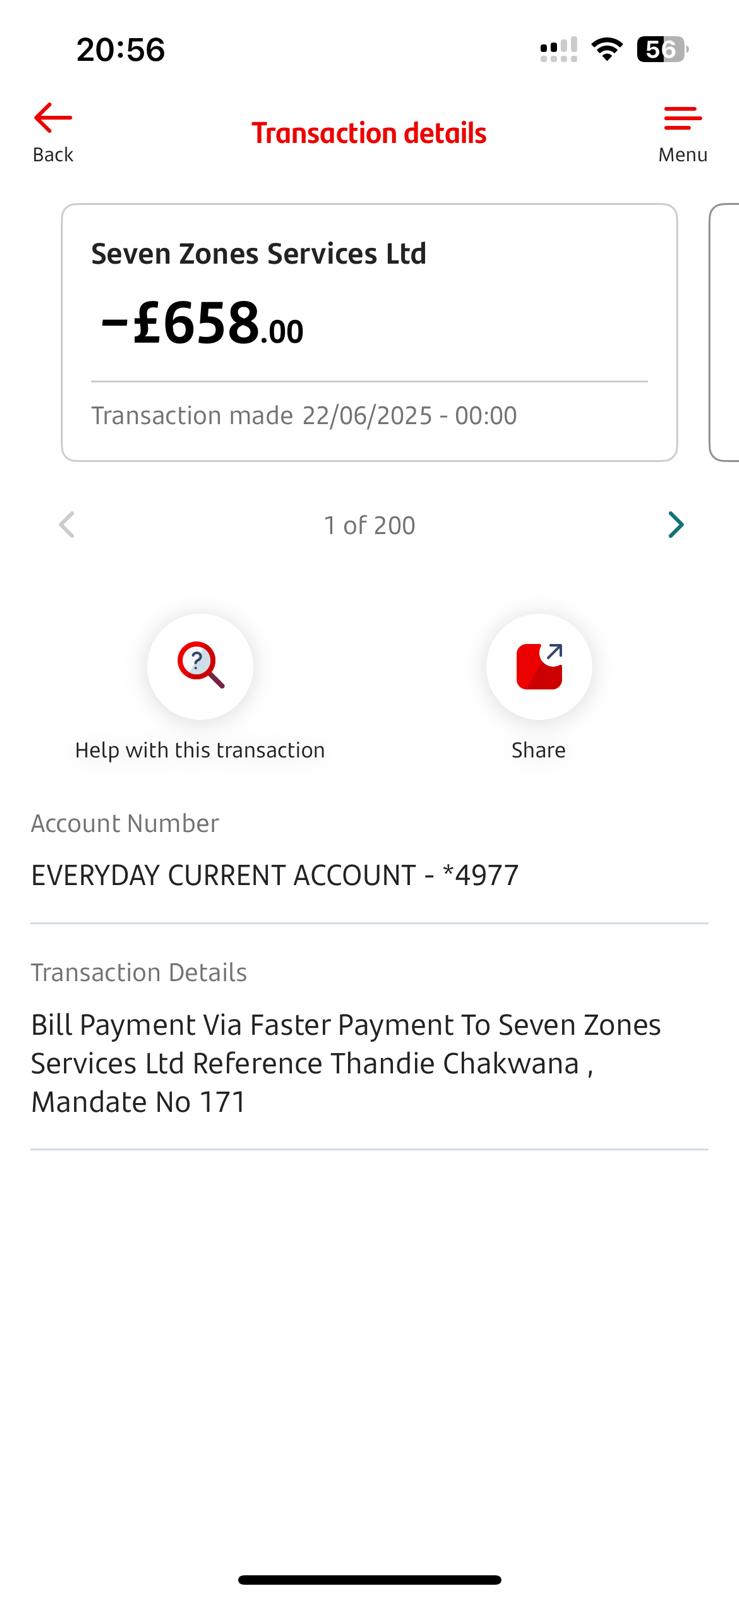 20:56
56
Back
Transaction details
Menu
Seven Zones Services Ltd
-£658.00
Transaction made 22/06/2025 - 00:00
1 of 200
?
Help with this transaction
Share
Account Number
EVERYDAY CURRENT ACCOUNT - *4977
Transaction Details
Bill Payment Via Faster Payment To Seven Zones
Services Ltd Reference Thandie Chakwana ,
Mandate No 171